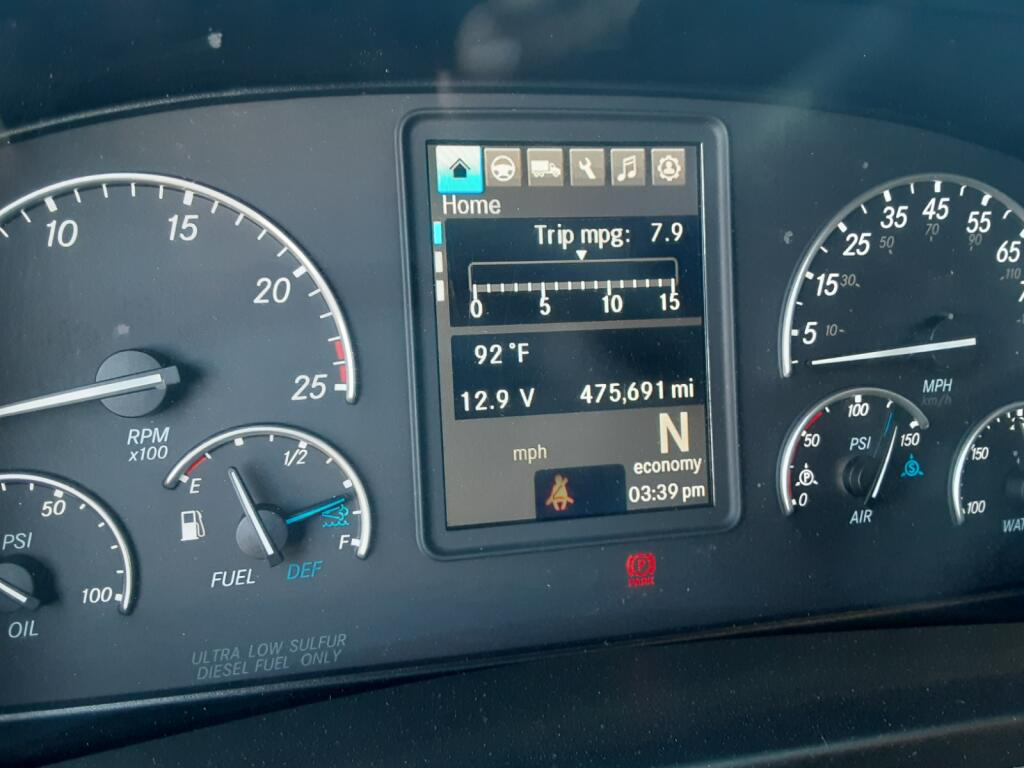 Home
Trip mpg: 7.9
0 5 10 15
92 °F
12.9 V 475,691 mi
mph
N
economy
03:39 pm
10 15 20 25
RPM
x100
E 1/2 F
FUEL DEF
50 100
PSI
OIL
ULTRA LOW SULFUR
DIESEL FUEL ONLY
P
PARK
5 15 25 35 45 55 65
10 30 50 70 90
MPH
km/h
0 50 100 150
PSI
P
S
AIR
100 150
WAT